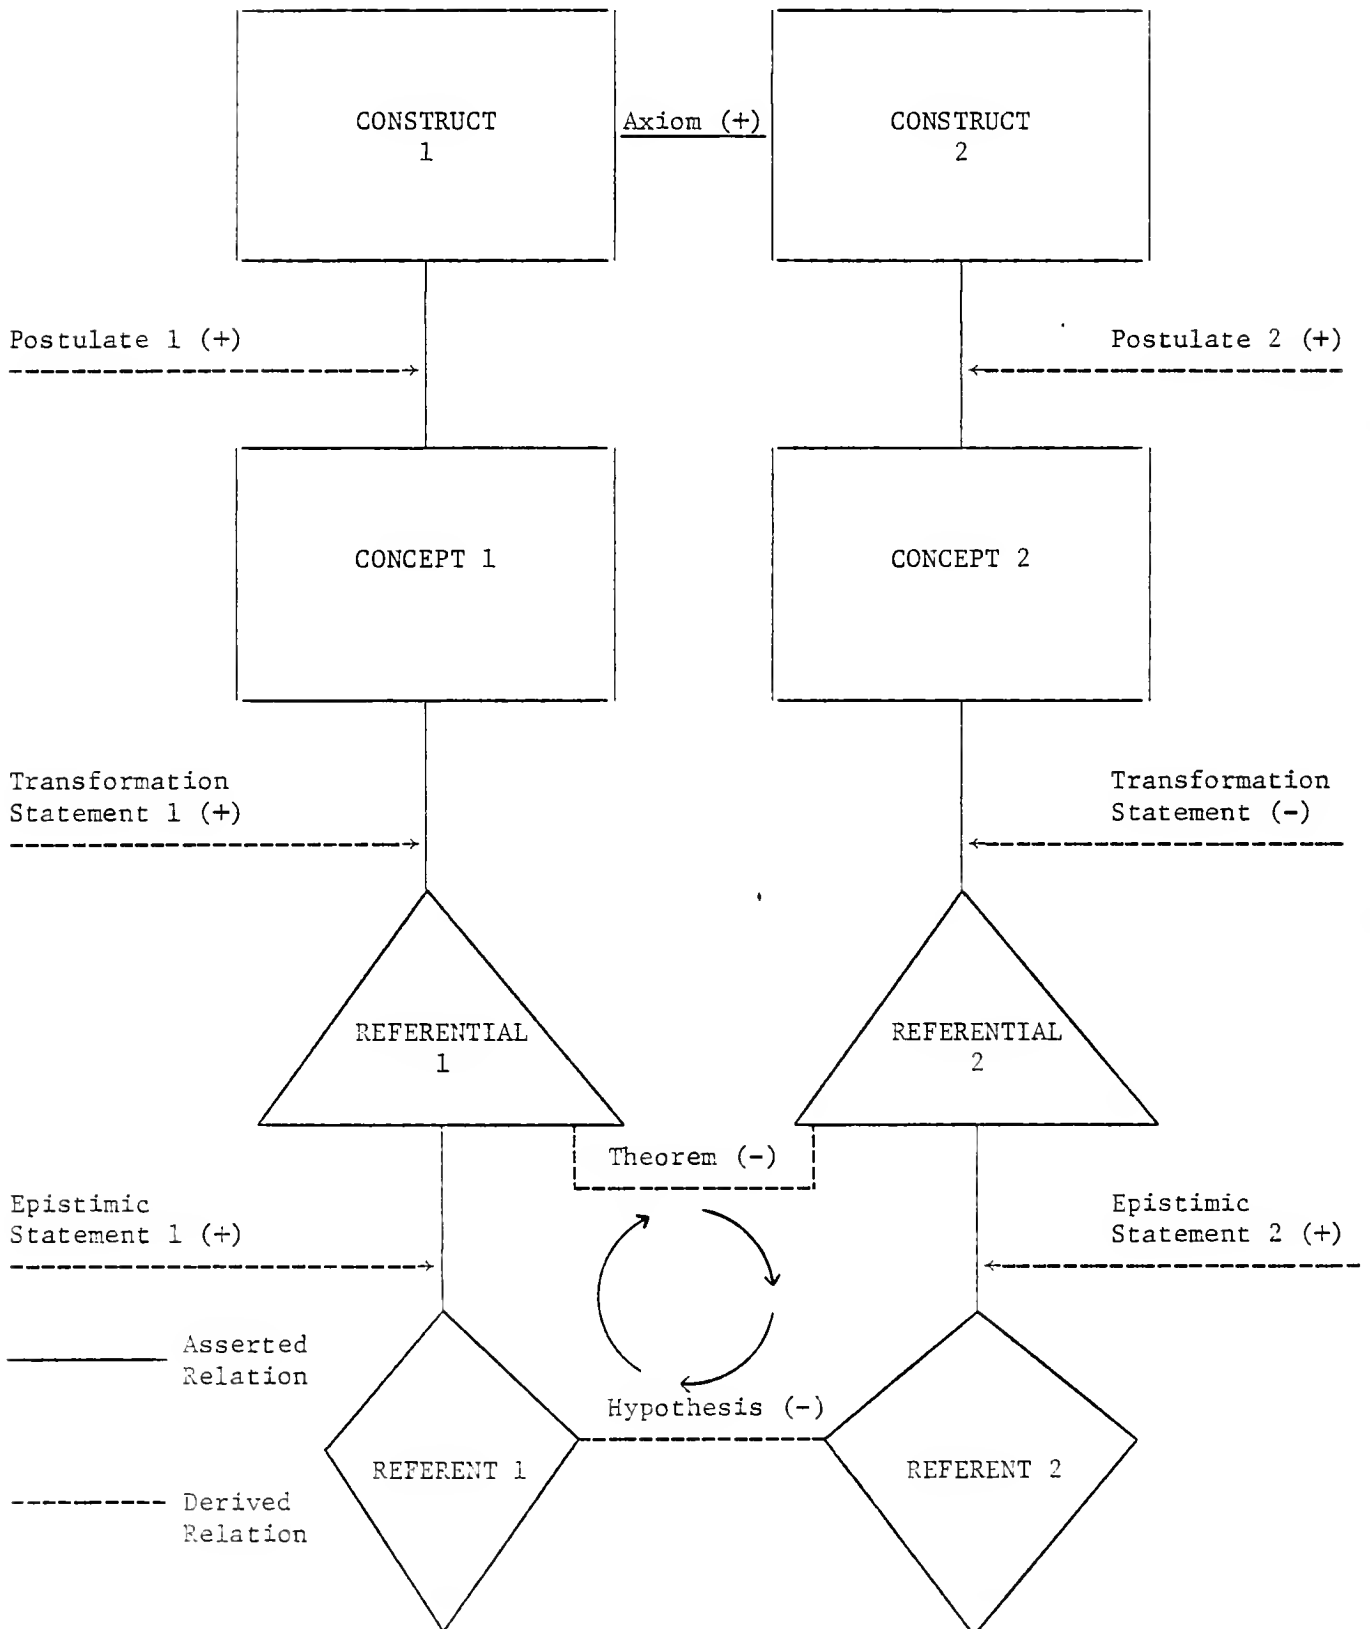 CONSTRUCT
1
Axiom (+)
CONSTRUCT
2
Postulate 1 (+)
Postulate 2 (+)
CONCEPT 1
CONCEPT 2
Transformation
Statement 1 (+)
Transformation
Statement (-)
REFERENTIAL
1
REFERENTIAL
2
Theorem (-)
Epistimic
Statement 1 (+)
Epistimic
Statement 2 (+)
Asserted
Relation
Hypothesis (-)
REFERENT 1
REFERENT 2
Derived
Relation